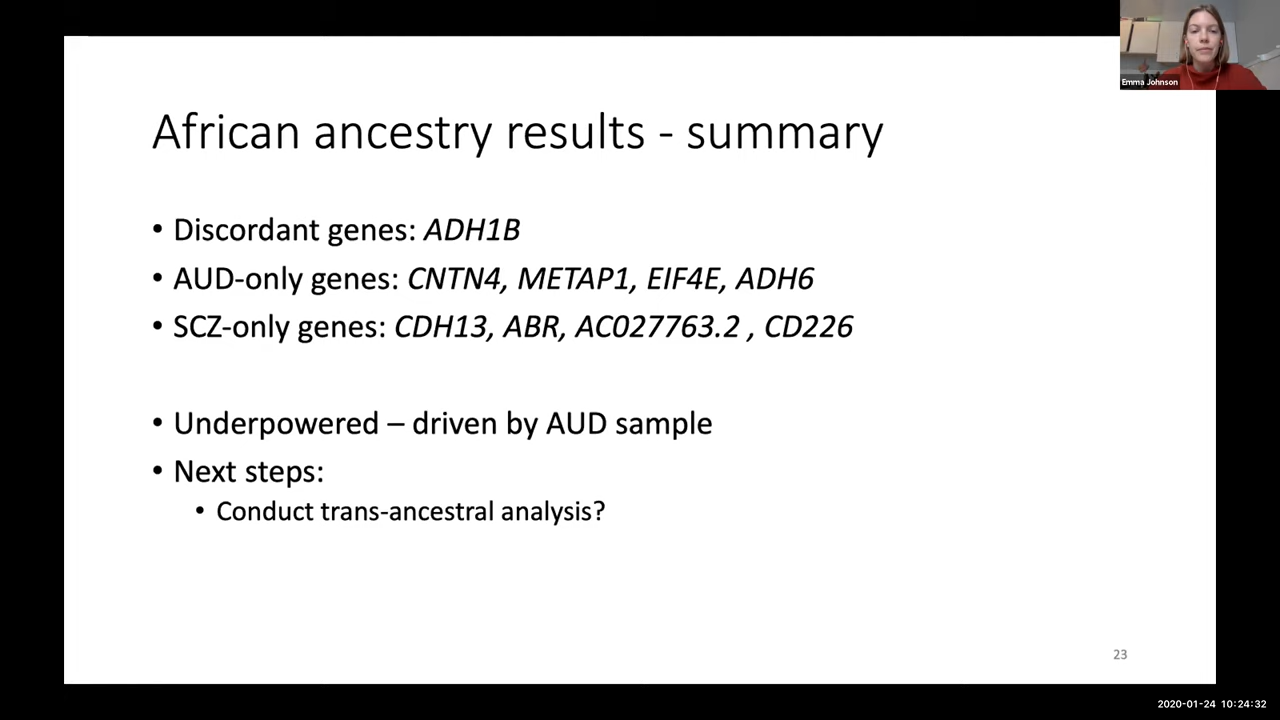 Emma Johnson
African ancestry results - summary
• Discordant genes: ADH1B
• AUD-only genes: CNTN4, METAP1, EIF4E, ADH6
• SCZ-only genes: CDH13, ABR, AC027763.2 , CD226
• Underpowered – driven by AUD sample
• Next steps:
• Conduct trans-ancestral analysis?
23
2020-01-24 10:24:32